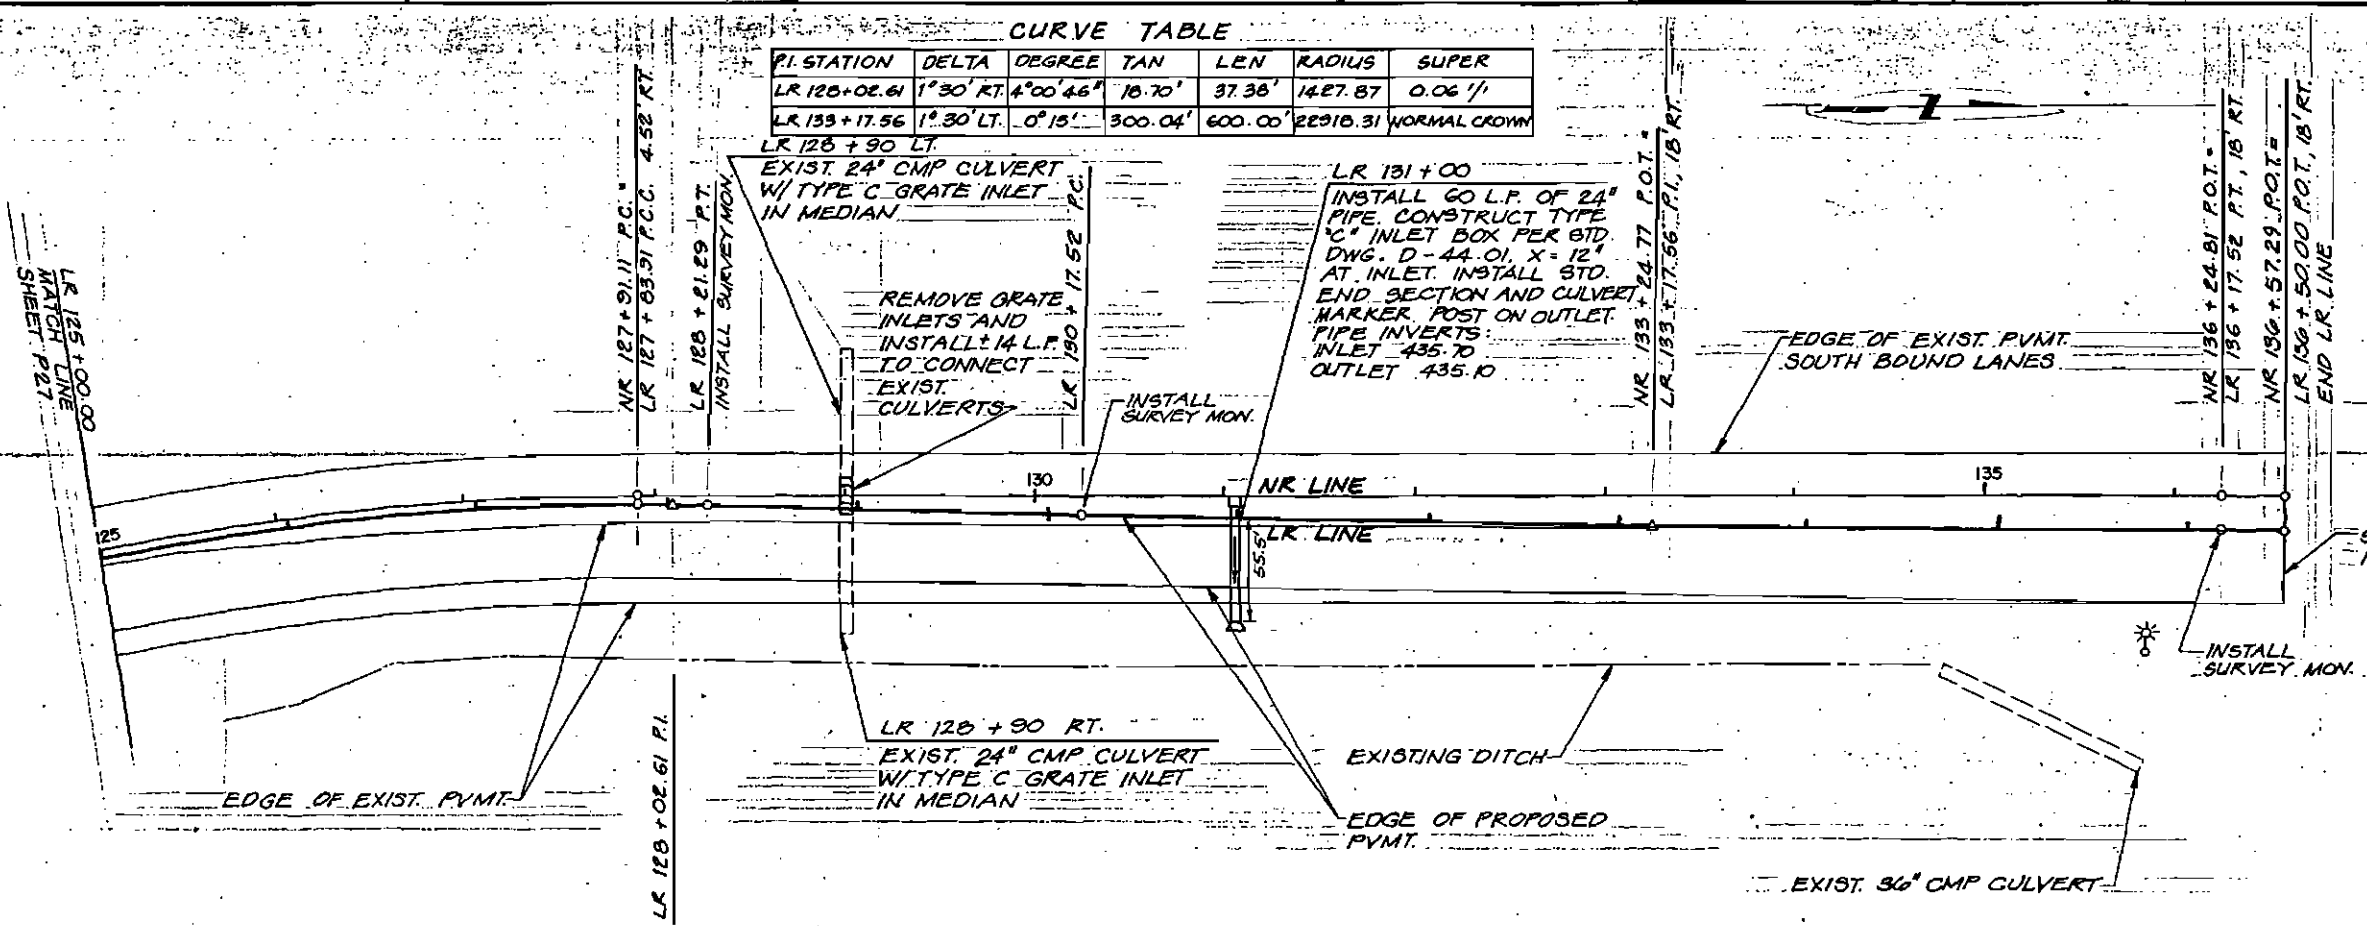 CURVE TABLE
P.I. STATION DELTA DEGREE TAN LEN RADIUS SUPER
LR 128+02.61 1°30' RT. 4°00'46" 18.70' 37.38' 1427.87 0.06 '/'
LR 133+17.56 1°30' LT. 0°15' 300.04' 600.00' 22918.31 NORMAL CROWN
LR 128 + 90 LT.
EXIST. 24" CMP CULVERT
W/ TYPE C GRATE INLET
IN MEDIAN
REMOVE GRATE
INLETS AND
INSTALL ± 14 L.F.
TO CONNECT
EXIST.
CULVERTS
LR 131 + 00
INSTALL 60 L.F. OF 24"
PIPE. CONSTRUCT TYPE
"C" INLET BOX PER STD.
DWG. D-44.01. X = 12"
AT INLET. INSTALL STD.
END SECTION AND CULVERT
MARKER POST ON OUTLET.
PIPE INVERTS:
INLET 435.70
OUTLET 435.10
Z
LR 125+00.00
MATCH LINE
SHEET P27
NR 127+91.11 P.C. =
LR 127+83.91 P.C.C. 4.52' RT.
LR 128 + 21.29 P.T.
INSTALL SURVEY MON.
LR 130 + 17.52 P.C.
INSTALL
SURVEY MON.
NR 133 + 24.77 P.O.T. =
LR 133 + 17.56 P.I., 18' RT.
EDGE OF EXIST. PVMT.
SOUTH BOUND LANES
NR 136 + 24.81 P.O.T. =
LR 136 + 17.52 P.T., 18' RT.
NR 136 + 57.29 P.O.T. =
LR 136 + 50.00 P.O.T., 18' RT.
END LR LINE
125
130
135
NR LINE
LR LINE
55.5'
INSTALL
SURVEY MON.
LR 128 + 02.61 P.I.
LR 128 + 90 RT.
EXIST. 24" CMP CULVERT
W/ TYPE C GRATE INLET
IN MEDIAN
EDGE OF EXIST. PVMT.
EXISTING DITCH
EDGE OF PROPOSED
PVMT.
EXIST. 36" CMP CULVERT